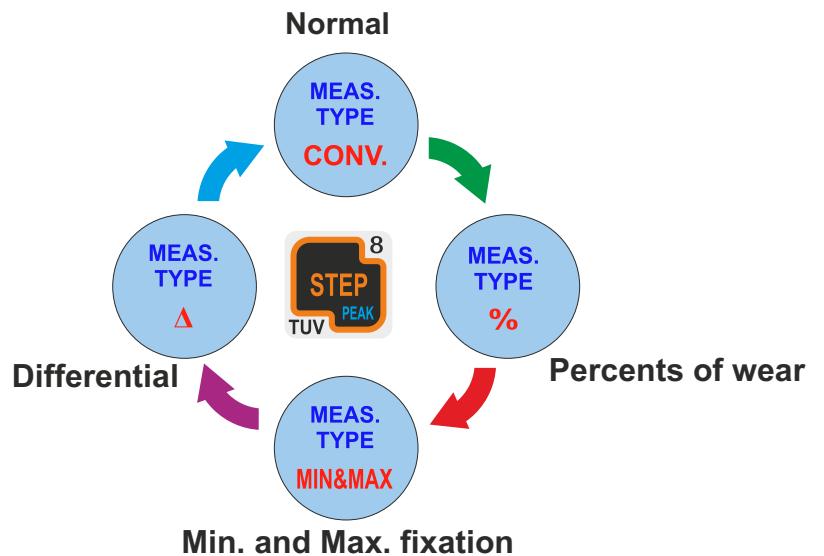 Normal
MEAS.
TYPE
CONV.
MEAS.
TYPE
Δ
Differential
8
STEP
PEAK
TUV
MEAS.
TYPE
%
Percents of wear
MEAS.
TYPE
MIN&MAX
Min. and Max. fixation